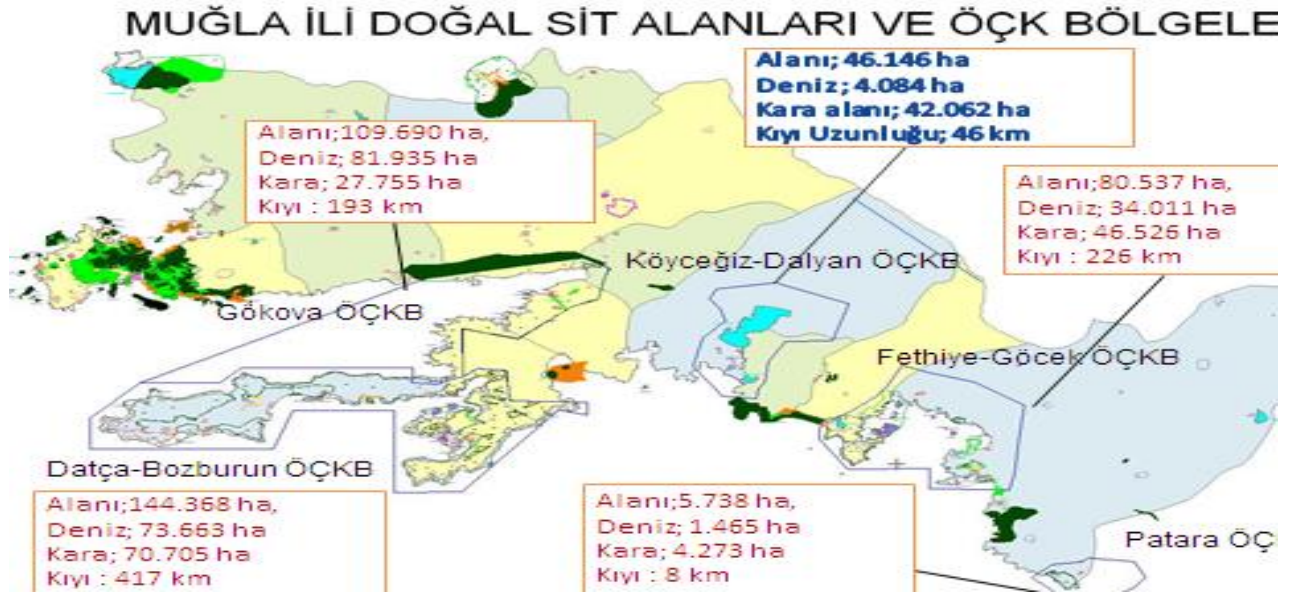 MUĞLA İLİ DOĞAL SİT ALANLARI VE ÖÇK BÖLGELE
Alanı; 46.146 ha
Deniz; 4.084 ha
Kara alanı; 42.062 ha
Kıyı Uzunluğu; 46 km
Alanı;109.690 ha,
Deniz; 81.935 ha
Kara; 27.755 ha
Kıyı : 193 km
Alanı;80.537 ha,
Deniz; 34.011 ha
Kara; 46.526 ha
Kıyı : 226 km
Köyceğiz-Dalyan ÖÇKB
Gökova ÖÇKB
Fethiye-Göcek ÖÇKB
Datça-Bozburun ÖÇKB
Alanı;144.368 ha,
Deniz; 73.663 ha
Kara; 70.705 ha
Kıyı : 417 km
Alanı;5.738 ha,
Deniz; 1.465 ha
Kara; 4.273 ha
Kıyı : 8 km
Patara ÖÇ